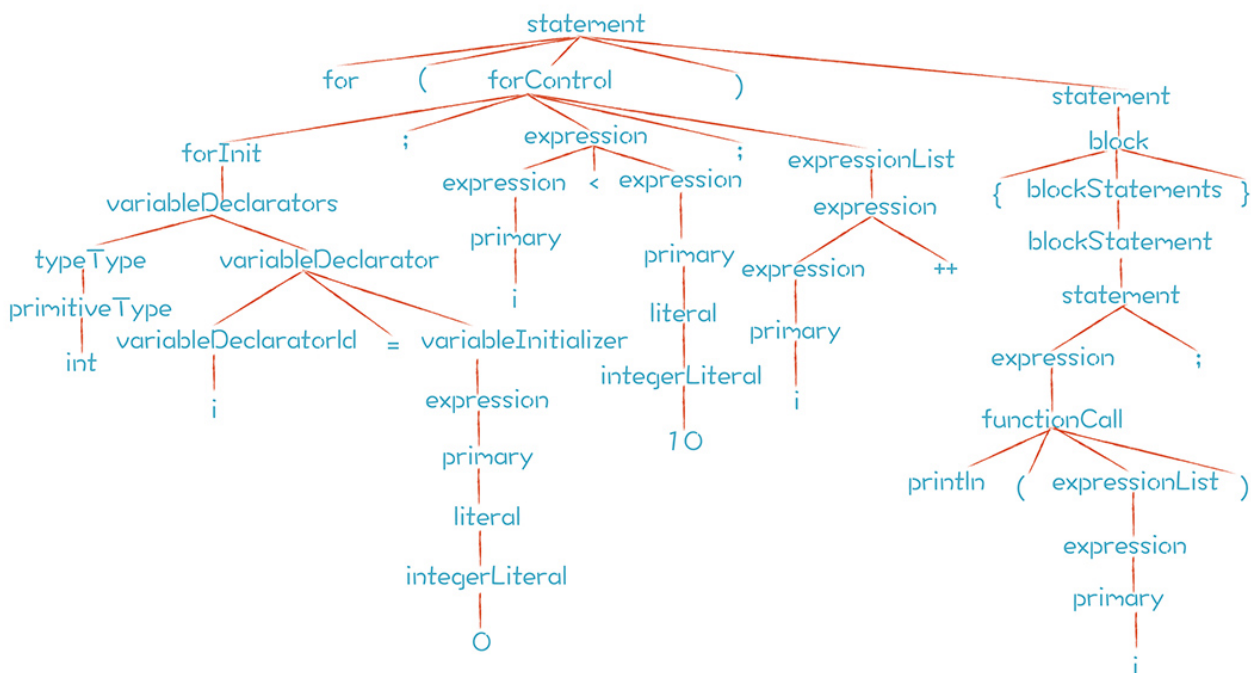 statement
for ( forControl ) statement
forInit ; expression ; expressionList block
expression < expression { blockStatements }
variableDeclarators primary expression blockStatement
typeType variableDeclarator primary expression ++
primitiveType i literal primary statement
int variableDeclaratorId = variableInitializer integerLiteral i expression ;
i expression 10 functionCall
primary println ( expressionList )
literal expression
integerLiteral primary
0 i